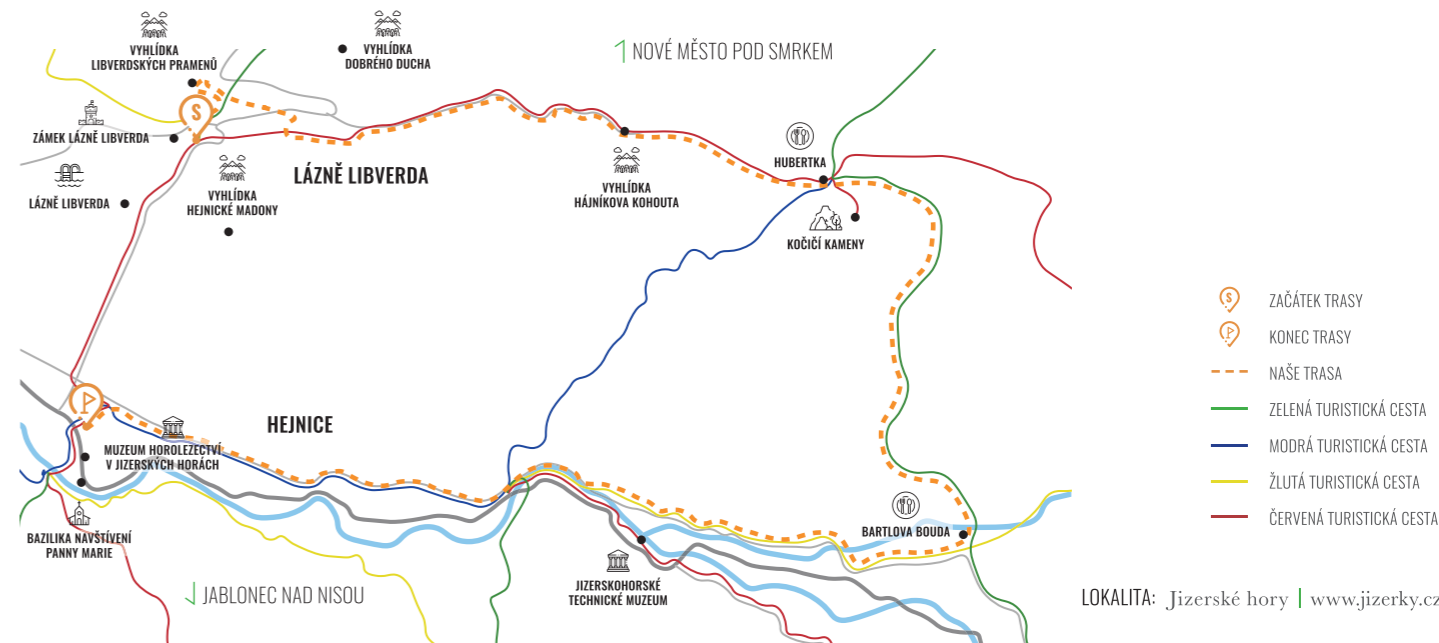 VYHLÍDKA
LIBVERDSKÝCH PRAMENŮ
VYHLÍDKA
DOBRÉHO DUCHA
NOVÉ MĚSTO POD SMRKEM
S
ZÁMEK LÁZNĚ LIBVERDA
LÁZNĚ LIBVERDA
LÁZNĚ LIBVERDA
VYHLÍDKA
HEJNICKÉ MADONY
VYHLÍDKA
HÁJNÍKOVA KOHOUTA
HUBERTKA
KOČIČÍ KAMENY
P
HEJNICE
MUZEUM HOROLEZECTVÍ
V JIZERSKÝCH HORÁCH
BAZILIKA NAVŠTÍVENÍ
PANNY MARIE
JABLONEC NAD NISOU
JIZERSKOHORSKÉ
TECHNICKÉ MUZEUM
BARTLOVA BOUDA
S
ZAČÁTEK TRASY
P
KONEC TRASY
NAŠE TRASA
ZELENÁ TURISTICKÁ CESTA
MODRÁ TURISTICKÁ CESTA
ŽLUTÁ TURISTICKÁ CESTA
ČERVENÁ TURISTICKÁ CESTA
LOKALITA: Jizerské hory | www.jizerky.cz